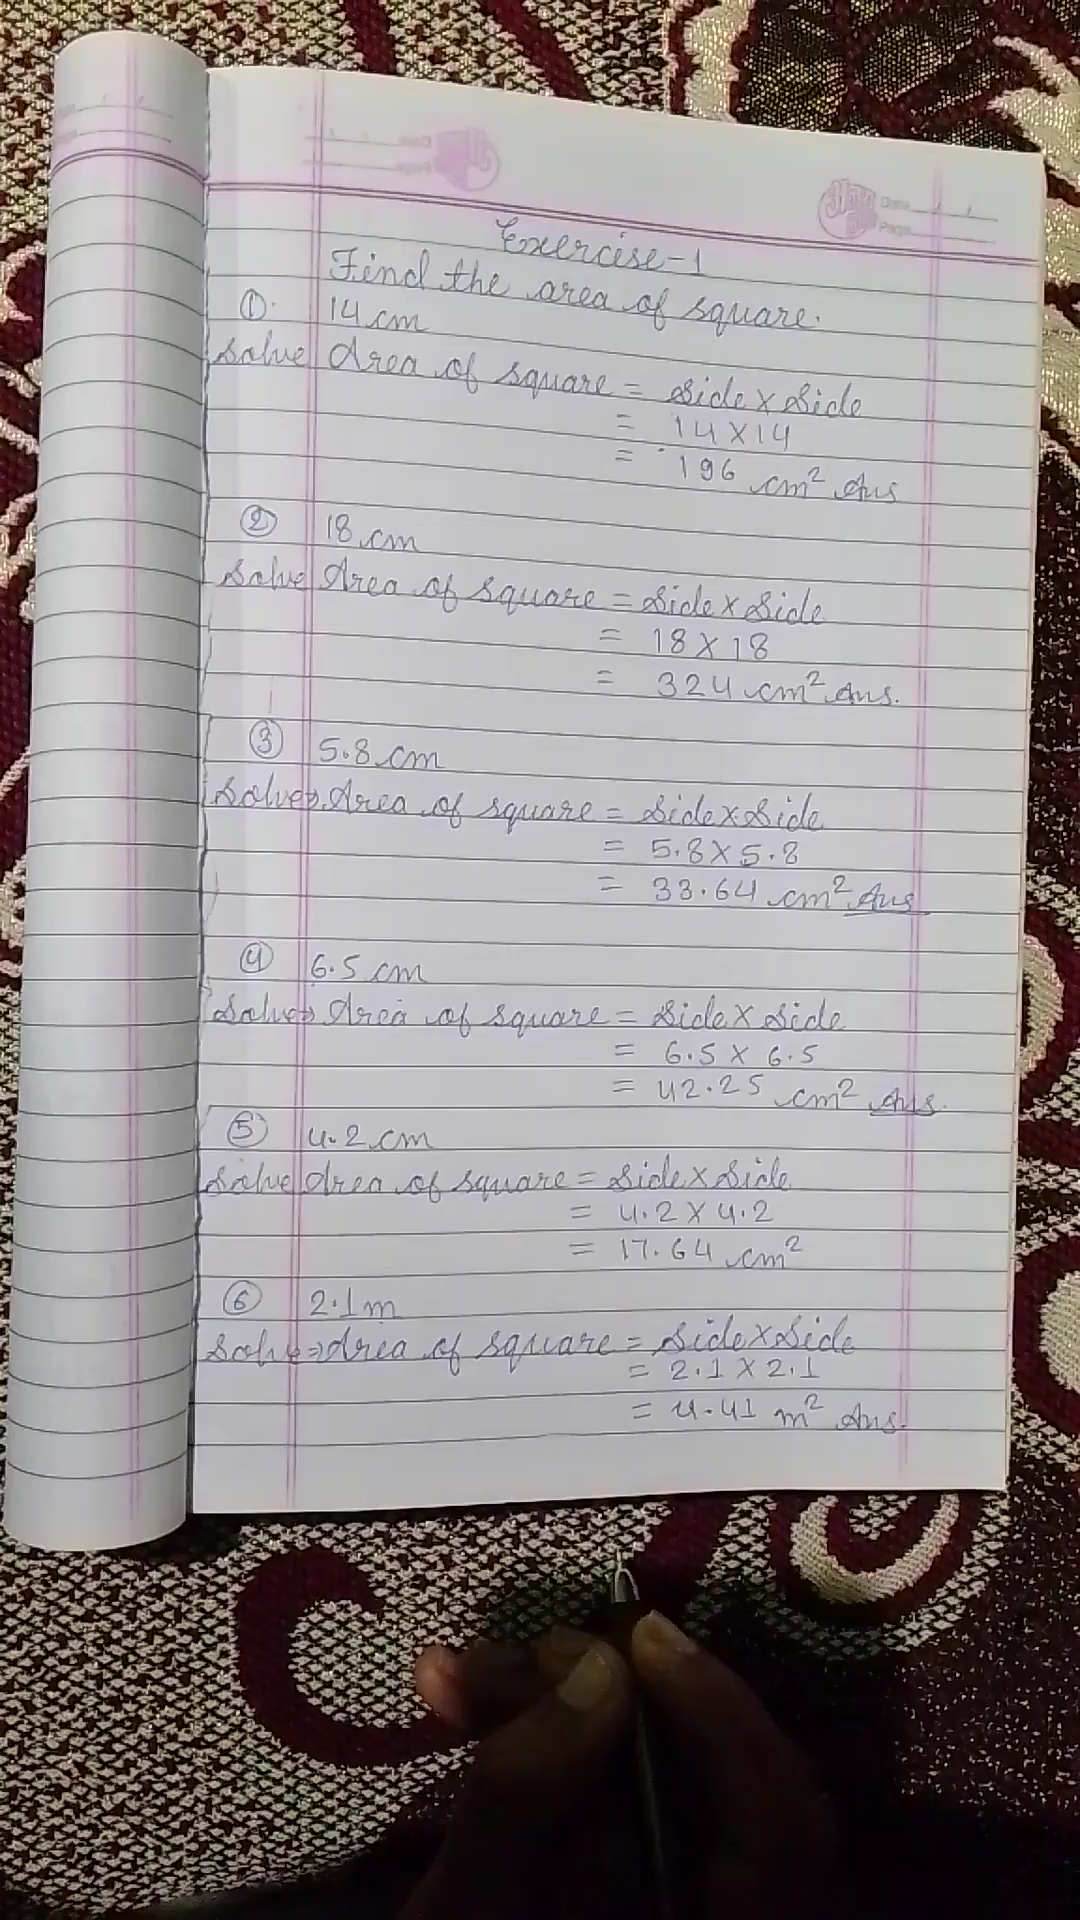 Date
Page
Exercise-1
Find the area of square.
① 14 cm
Solve Area of square = Side × Side
= 14 × 14
= 196 cm² Ans
② 18 cm
Solve Area of square = Side × Side
= 18 × 18
= 324 cm² Ans.
③ 5.8 cm
Solve Area of square = Side × Side
= 5.8 × 5.8
= 33.64 cm² Ans
④ 6.5 cm
Solve Area of square = Side × Side
= 6.5 × 6.5
= 42.25 cm² Ans.
⑤ 4.2 cm
Solve Area of square = Side × Side
= 4.2 × 4.2
= 17.64 cm²
⑥ 2.1 m
Solve ⇒ Area of square = Side × Side
= 2.1 × 2.1
= 4.41 m² Ans.